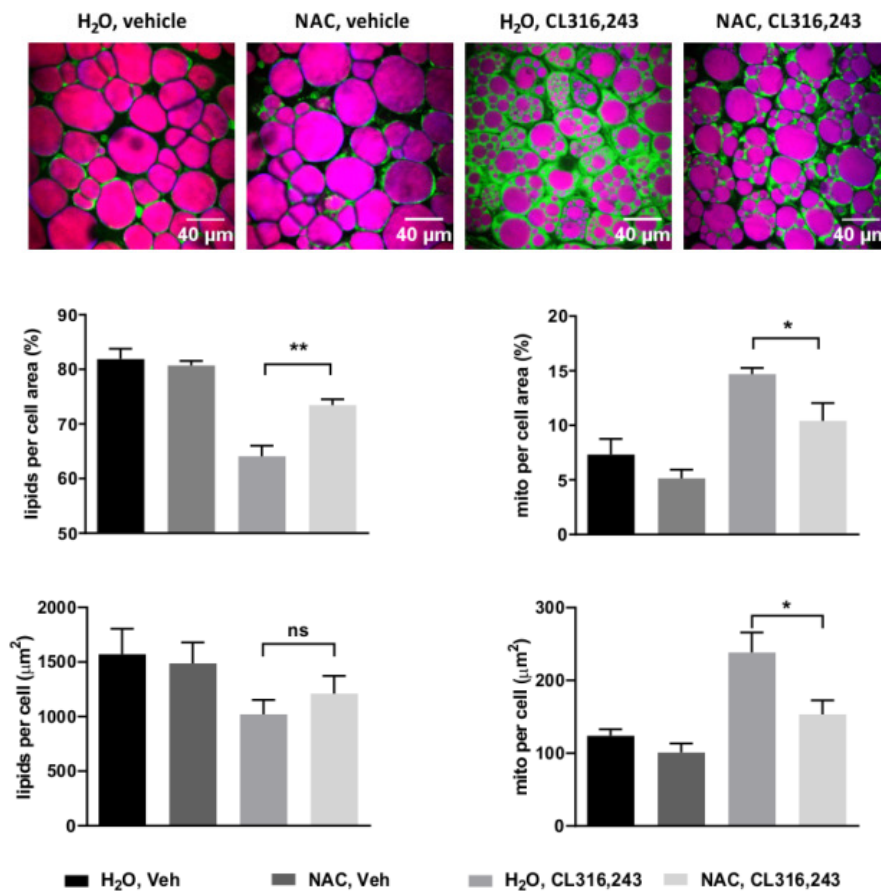 H₂O, vehicle NAC, vehicle H₂O, CL316,243 NAC, CL316,243
40 µm 40 µm 40 µm 40 µm
lipids per cell area (%)
90
80
70
60
50
**
mito per cell area (%)
20
15
10
5
0
*
lipids per cell (µm²)
2000
1500
1000
500
0
ns
mito per cell (µm²)
300
200
100
0
*
H₂O, Veh NAC, Veh H₂O, CL316,243 NAC, CL316,243